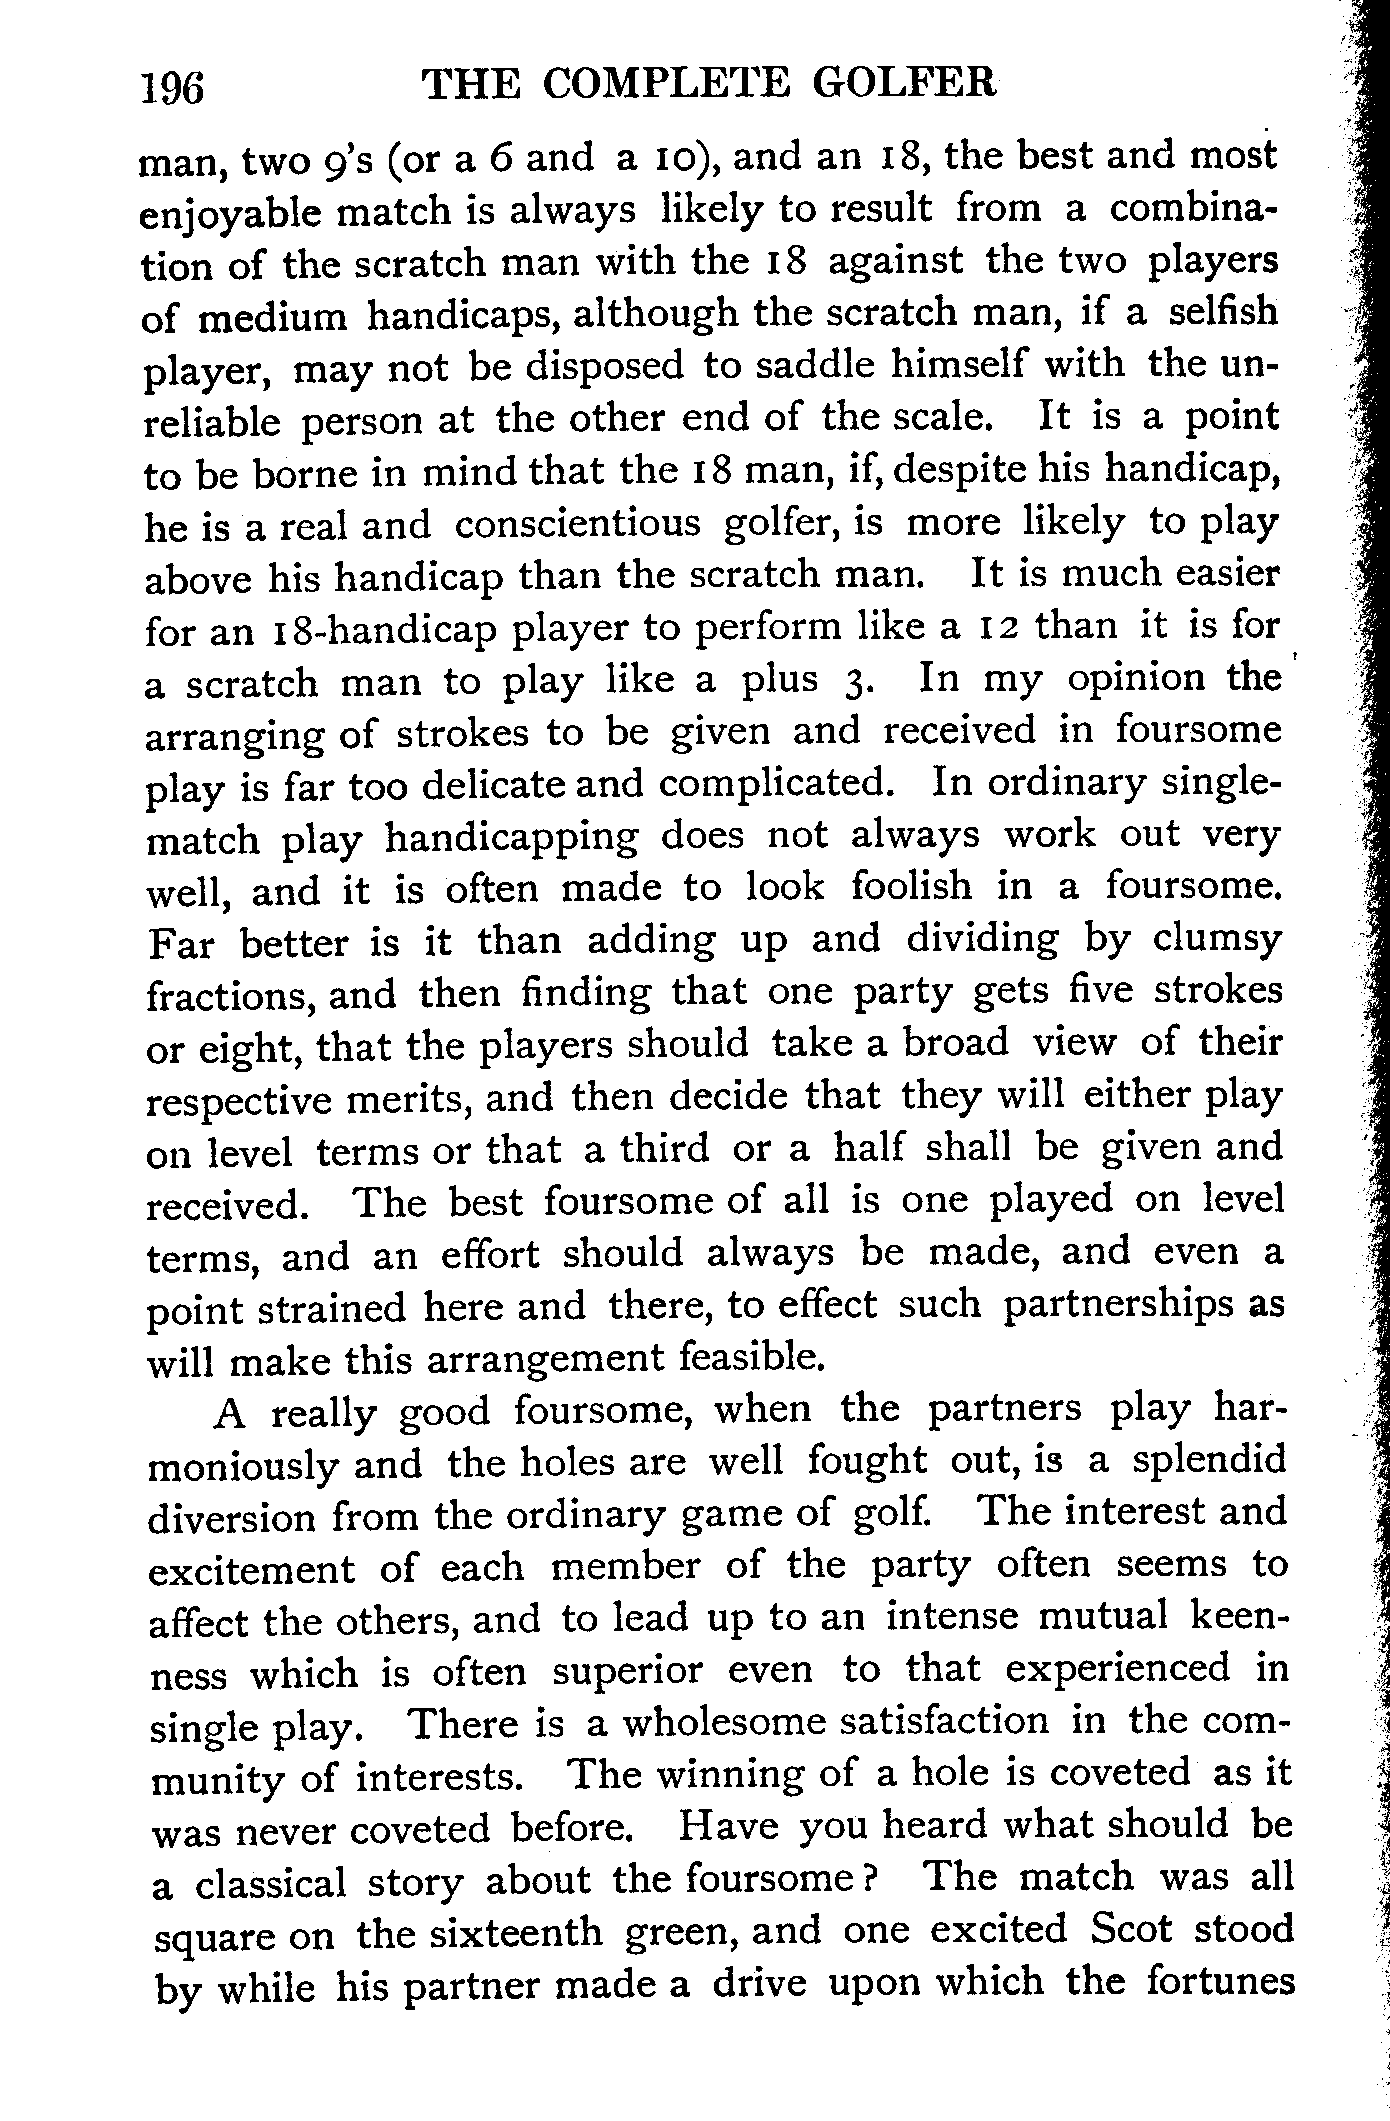 196 THE COMPLETE GOLFER
man, two 9's (or a 6 and a 10), and an 18, the best and most
enjoyable match is always likely to result from a combina-
tion of the scratch man with the 18 against the two players
of medium handicaps, although the scratch man, if a selfish
player, may not be disposed to saddle himself with the un-
reliable person at the other end of the scale. It is a point
to be borne in mind that the 18 man, if, despite his handicap,
he is a real and conscientious golfer, is more likely to play
above his handicap than the scratch man. It is much easier
for an 18-handicap player to perform like a 12 than it is for
a scratch man to play like a plus 3. In my opinion the
arranging of strokes to be given and received in foursome
play is far too delicate and complicated. In ordinary single-
match play handicapping does not always work out very
well, and it is often made to look foolish in a foursome.
Far better is it than adding up and dividing by clumsy
fractions, and then finding that one party gets five strokes
or eight, that the players should take a broad view of their
respective merits, and then decide that they will either play
on level terms or that a third or a half shall be given and
received. The best foursome of all is one played on level
terms, and an effort should always be made, and even a
point strained here and there, to effect such partnerships as
will make this arrangement feasible.
A really good foursome, when the partners play har-
moniously and the holes are well fought out, is a splendid
diversion from the ordinary game of golf. The interest and
excitement of each member of the party often seems to
affect the others, and to lead up to an intense mutual keen-
ness which is often superior even to that experienced in
single play. There is a wholesome satisfaction in the com-
munity of interests. The winning of a hole is coveted as it
was never coveted before. Have you heard what should be
a classical story about the foursome? The match was all
square on the sixteenth green, and one excited Scot stood
by while his partner made a drive upon which the fortunes